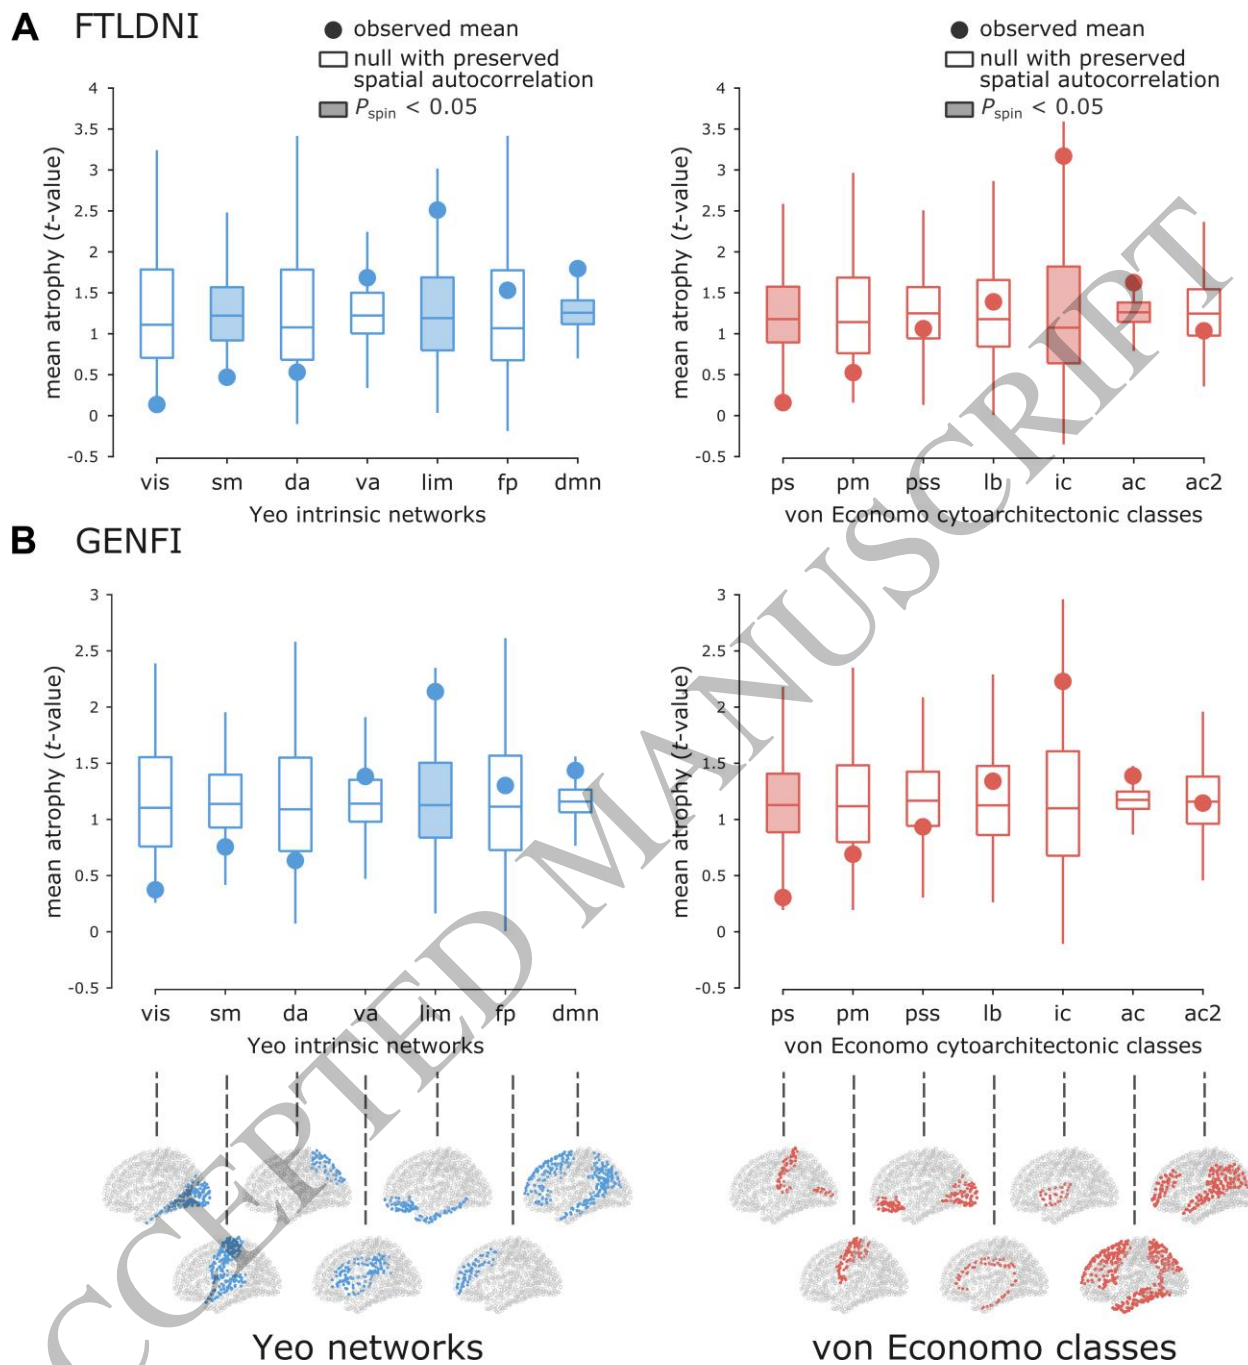 A FTLDNI
observed mean
null with preserved
spatial autocorrelation
P_spin < 0.05
mean atrophy (t-value)
4
3.5
3
2.5
2
1.5
1
0.5
0
-0.5
vis sm da va lim fp dmn
Yeo intrinsic networks
observed mean
null with preserved
spatial autocorrelation
P_spin < 0.05
mean atrophy (t-value)
4
3.5
3
2.5
2
1.5
1
0.5
0
-0.5
ps pm pss lb ic ac ac2
von Economo cytoarchitectonic classes
B GENFI
mean atrophy (t-value)
3
2.5
2
1.5
1
0.5
0
-0.5
vis sm da va lim fp dmn
Yeo intrinsic networks
mean atrophy (t-value)
3
2.5
2
1.5
1
0.5
0
-0.5
ps pm pss lb ic ac ac2
von Economo cytoarchitectonic classes
Yeo networks
von Economo classes
CCEPTED MANUSCRIPT